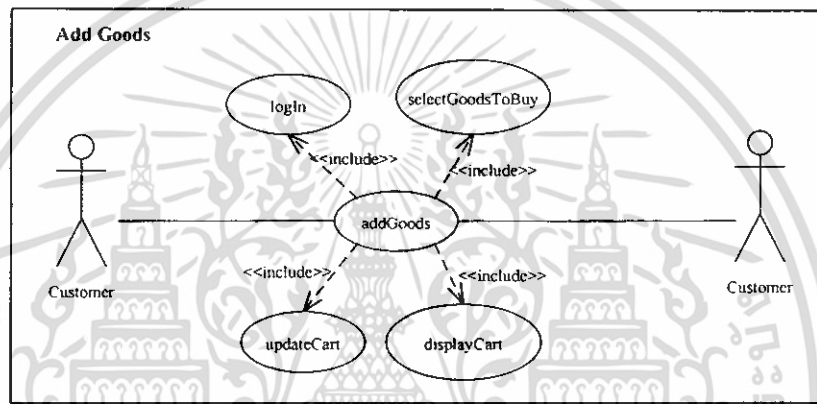 Add Goods
logIn
selectGoodsToBuy
<<include>>
<<include>>
addGoods
<<include>>
<<include>>
Customer
Customer
updateCart
displayCart